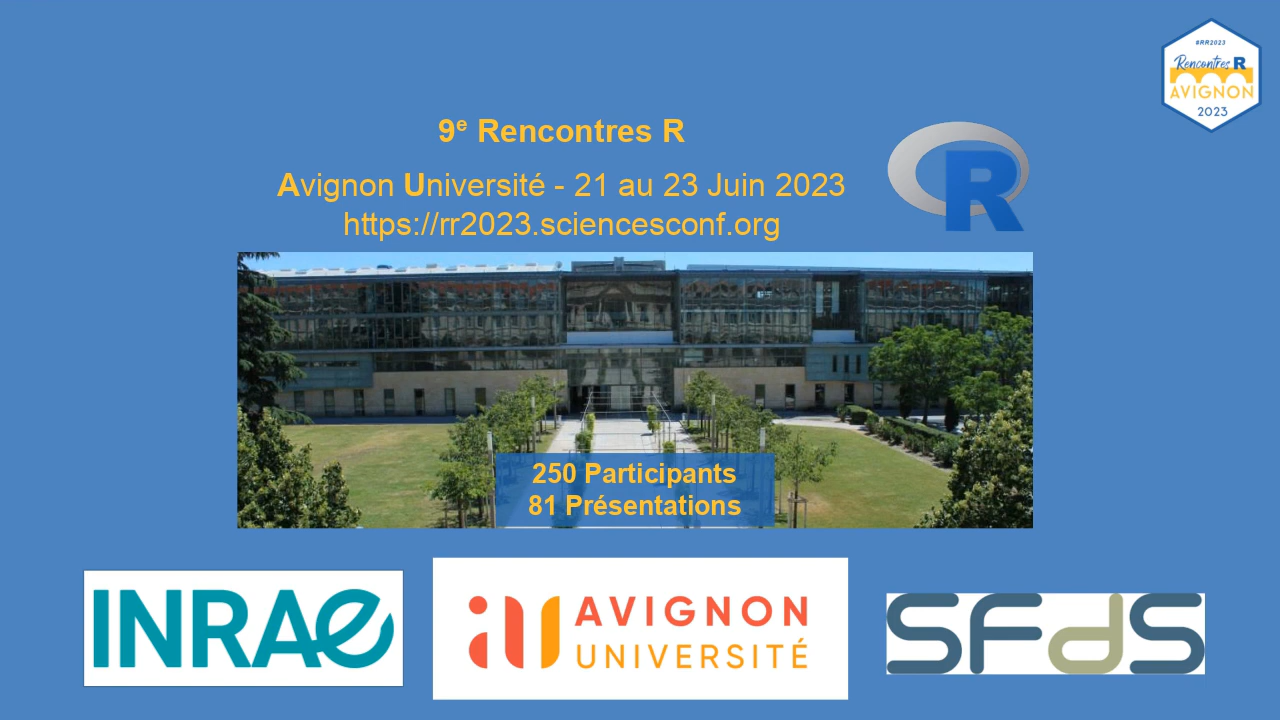 #RR2023
Rencontres R
AVIGNON
2023
9e Rencontres R
Avignon Université - 21 au 23 Juin 2023
https://rr2023.sciencesconf.org
R
250 Participants
81 Présentations
INRAE
au AVIGNON
UNIVERSITÉ
SFdS